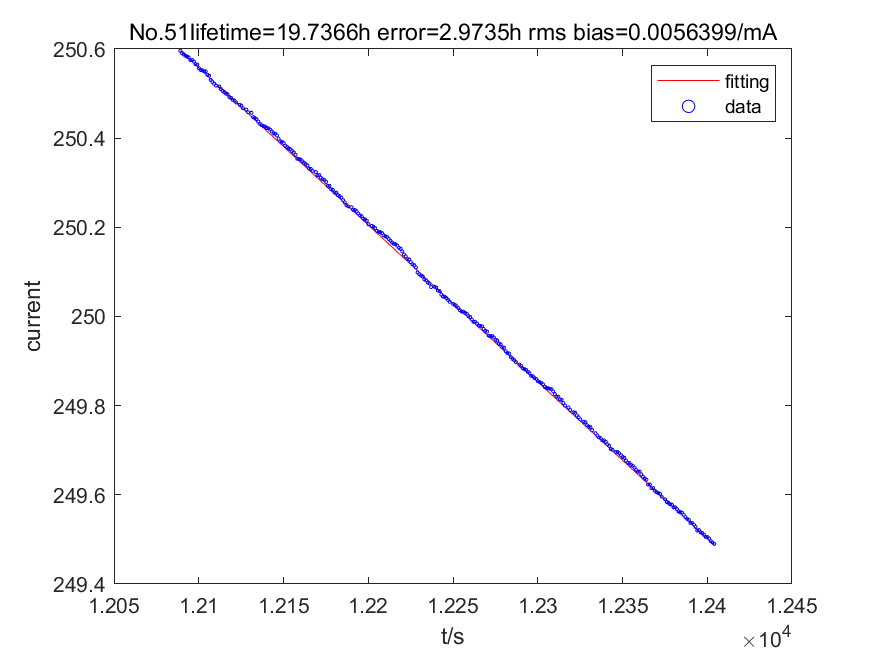 No.51lifetime=19.7366h error=2.9735h rms bias=0.0056399/mA
250.6
250.4
250.2
250
249.8
249.6
249.4
current
fitting
data
1.205 1.21 1.215 1.22 1.225 1.23 1.235 1.24 1.245
t/s
×10⁴